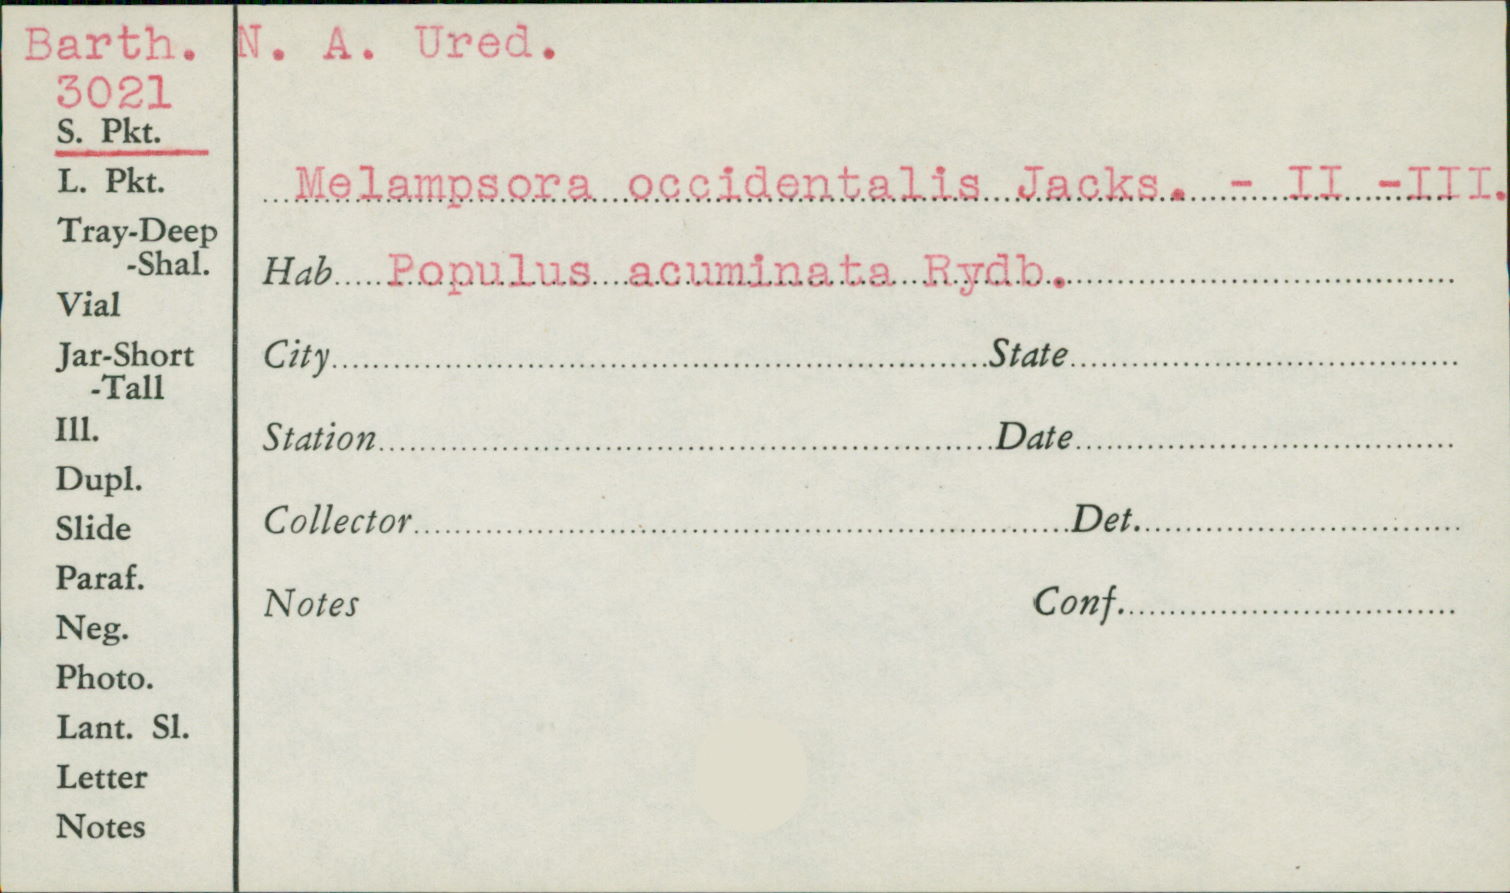 Barth. N. A. Ured.
3021
S. Pkt.
L. Pkt.
Tray-Deep
-Shal.
Vial
Jar-Short
-Tall
Ill.
Dupl.
Slide
Paraf.
Neg.
Photo.
Lant. Sl.
Letter
Notes
Melampsora occidentalis Jacks. - II -III.
Hab Populus acuminata Rydb.
City State
Station Date
Collector Det.
Notes Conf.